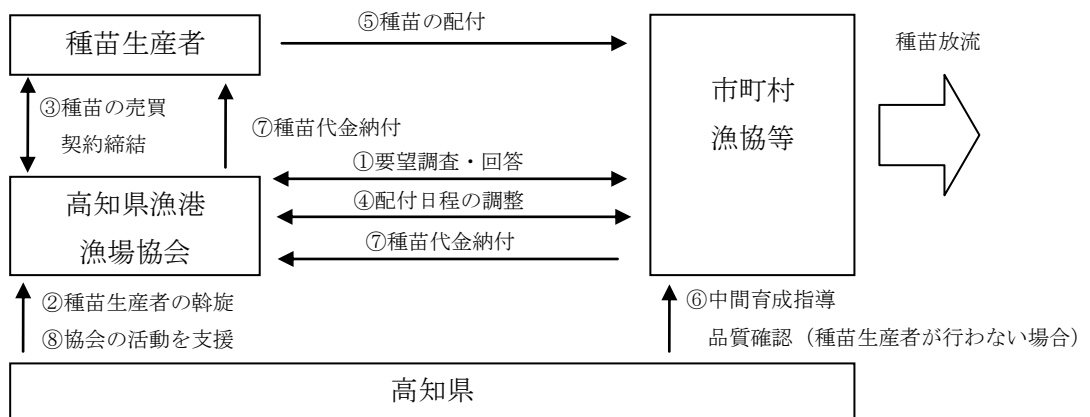 種苗生産者
⑤種苗の配付
種苗放流
市町村
漁協等
③種苗の売買
契約締結
⑦種苗代金納付
①要望調査・回答
④配付日程の調整
⑦種苗代金納付
高知県漁港
漁場協会
②種苗生産者の斡旋
⑧協会の活動を支援
⑥中間育成指導
品質確認（種苗生産者が行わない場合）
高知県